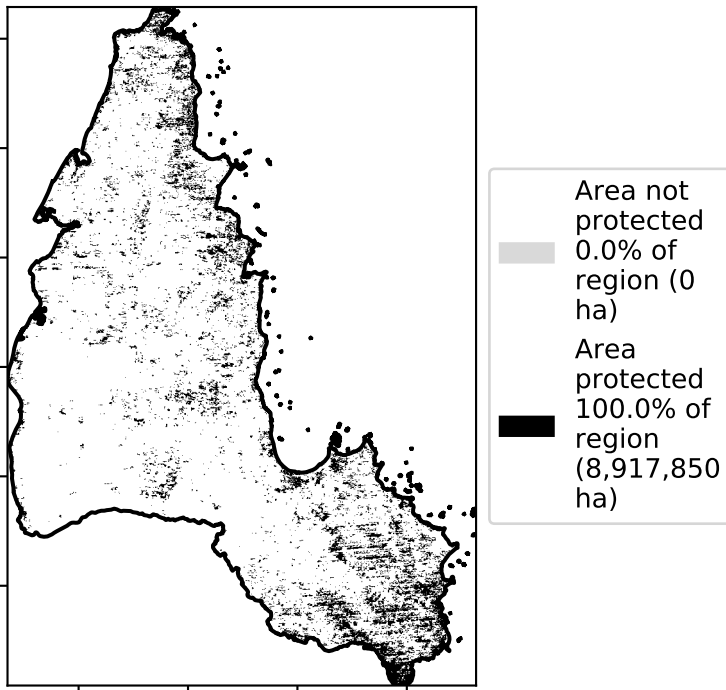 Area not
protected
0.0% of
region (0
ha)
Area
protected
100.0% of
region
(8,917,850
ha)